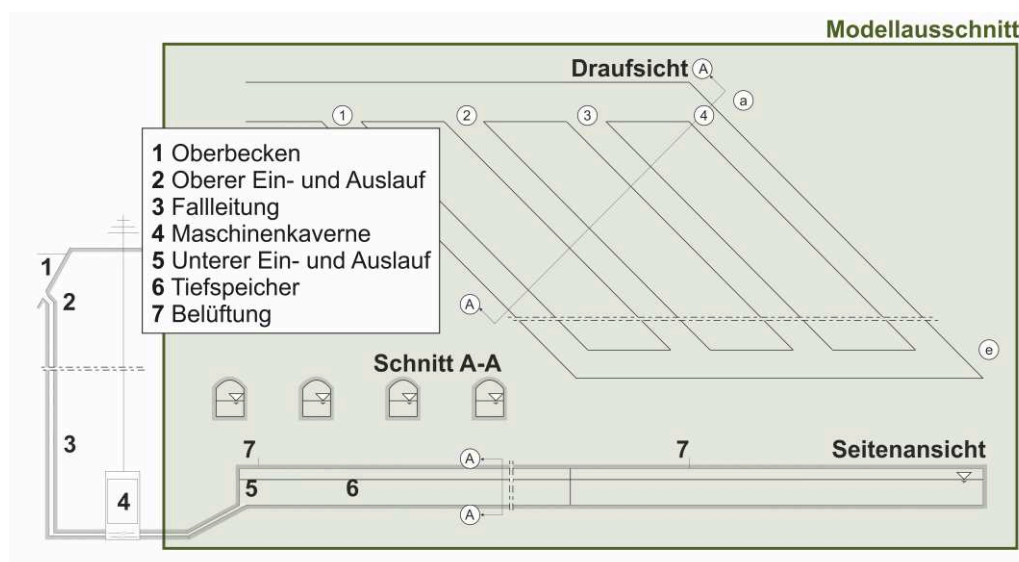 Modellausschnitt
Draufsicht A
a
1 2 3 4
1 Oberbecken
2 Oberer Ein- und Auslauf
3 Fallleitung
4 Maschinenkaverne
5 Unterer Ein- und Auslauf
6 Tiefspeicher
7 Belüftung
1
2
A
e
Schnitt A-A
3
7 A 7 Seitenansicht
4 5 6
A